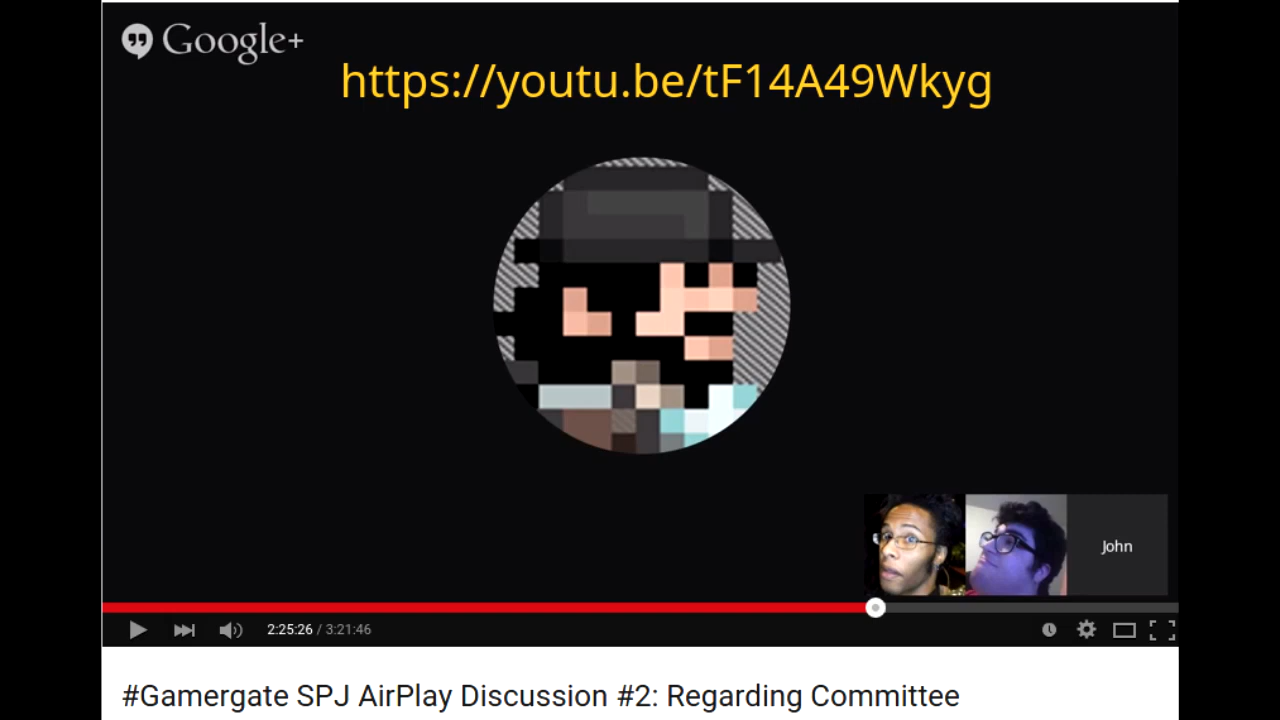 Google+
https://youtu.be/tF14A49Wkyg
John
2:25:26 / 3:21:46
#Gamergate SPJ AirPlay Discussion #2: Regarding Committee